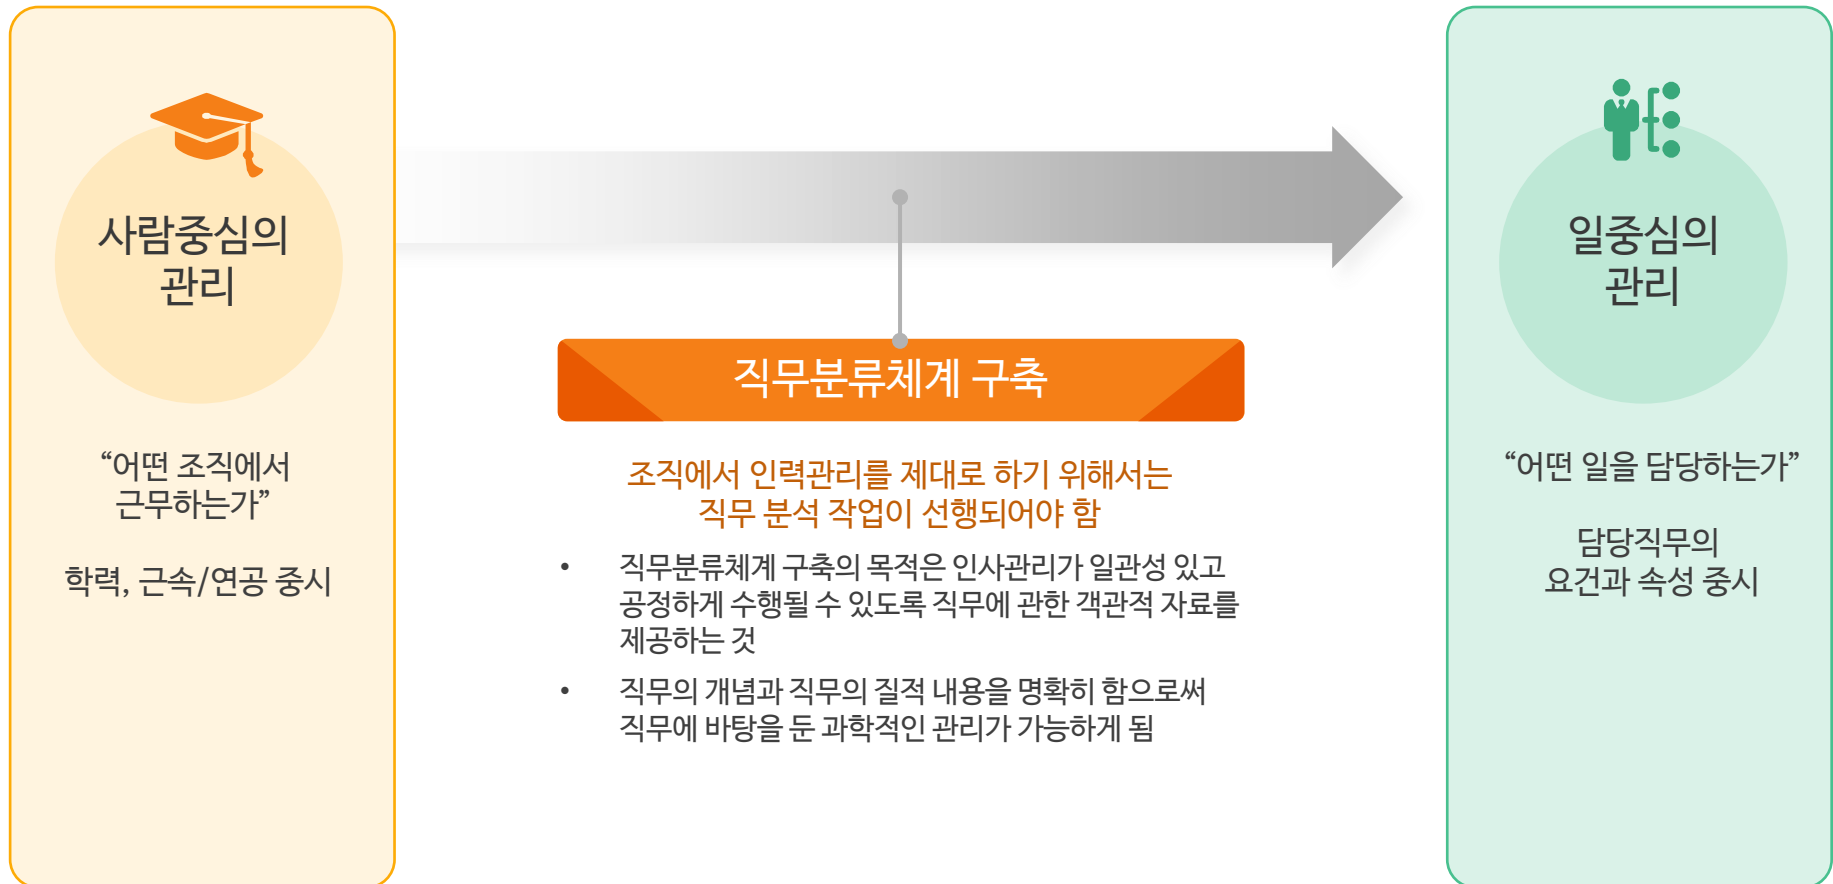 사람중심의
관리
“어떤 조직에서
근무하는가”
학력, 근속/연공 중시
직무분류체계 구축
조직에서 인력관리를 제대로 하기 위해서는
직무 분석 작업이 선행되어야 함
• 직무분류체계 구축의 목적은 인사관리가 일관성 있고
공정하게 수행될 수 있도록 직무에 관한 객관적 자료를
제공하는 것
• 직무의 개념과 직무의 질적 내용을 명확히 함으로써
직무에 바탕을 둔 과학적인 관리가 가능하게 됨
일중심의
관리
“어떤 일을 담당하는가”
담당직무의
요건과 속성 중시